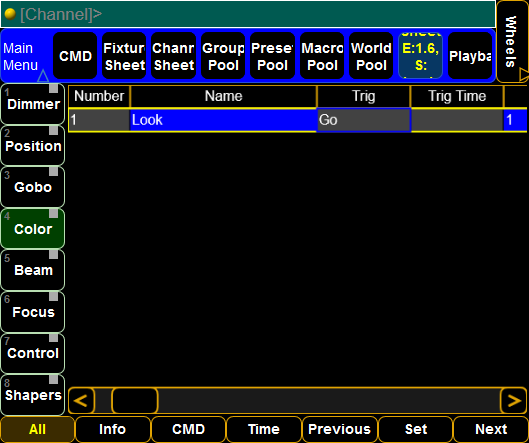 [Channel]>
Wheels
Main
Menu
CMD
Fixtur
Sheet
Chann
Sheet
Group
Pool
Prese
Pool
Macro
Pool
World
Pool
E:1.6,
S:
Playba
1
Dimmer
2
Position
3
Gobo
4
Color
5
Beam
6
Focus
7
Control
8
Shapers
Number Name Trig Trig Time
1 Look Go 1
< >
All Info CMD Time Previous Set Next